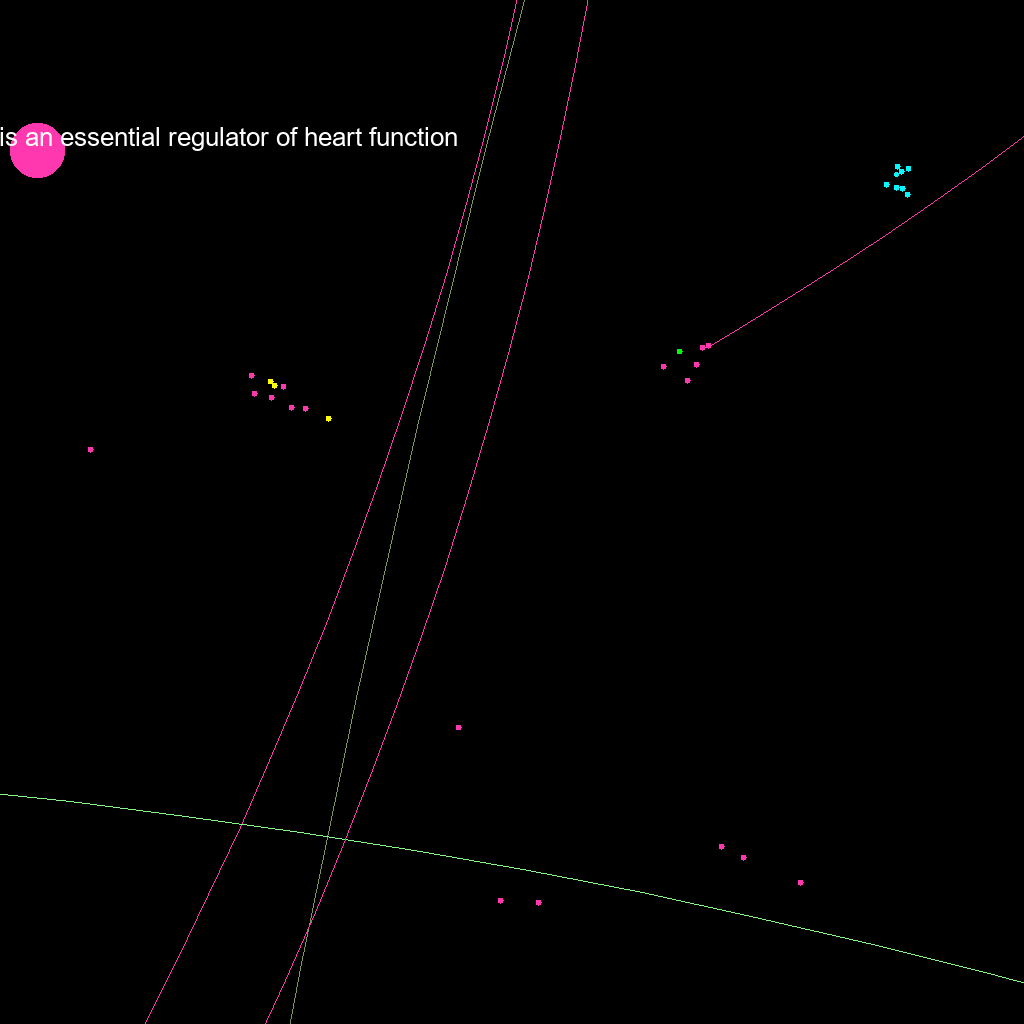 is an essential regulator of heart function